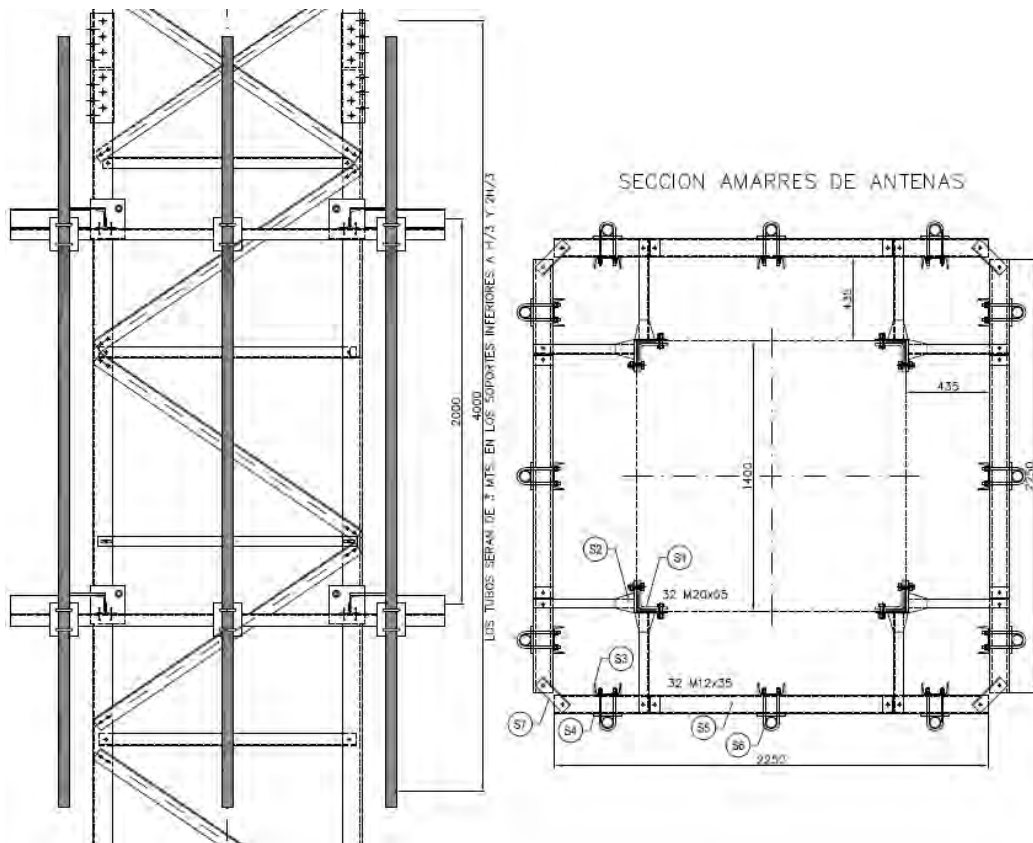 2000
4000
LOS TUBOS SERAN DE 3 MTS. EN LOS SOPORTES INFERIORES A H/3 Y 2H/3
SECCION AMARRES DE ANTENAS
435
435
1400
2250
S2
S1
32 M20x65
S3
32 M12x35
S7
S4
S5
S6
2250